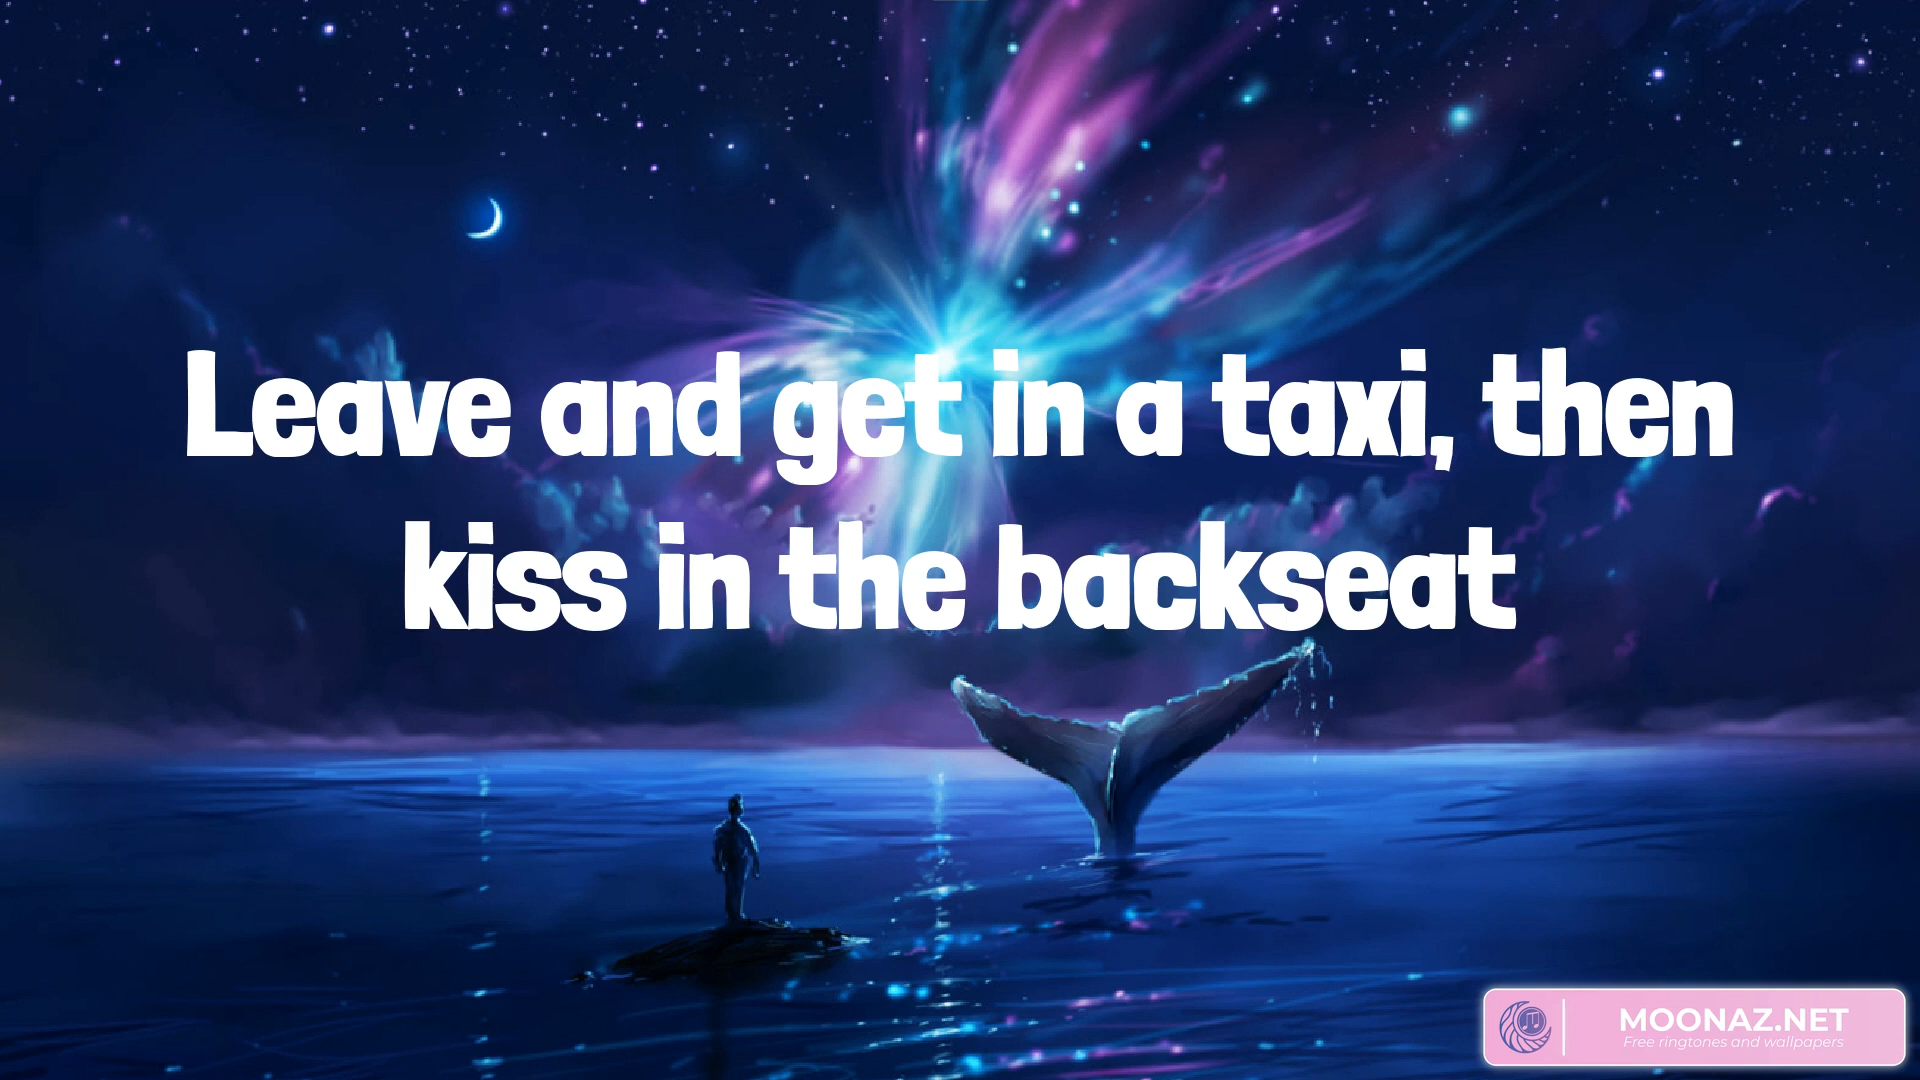 Leave and get in a taxi, then
kiss in the backseat
MOONAZ.NET
Free ringtones and wallpapers